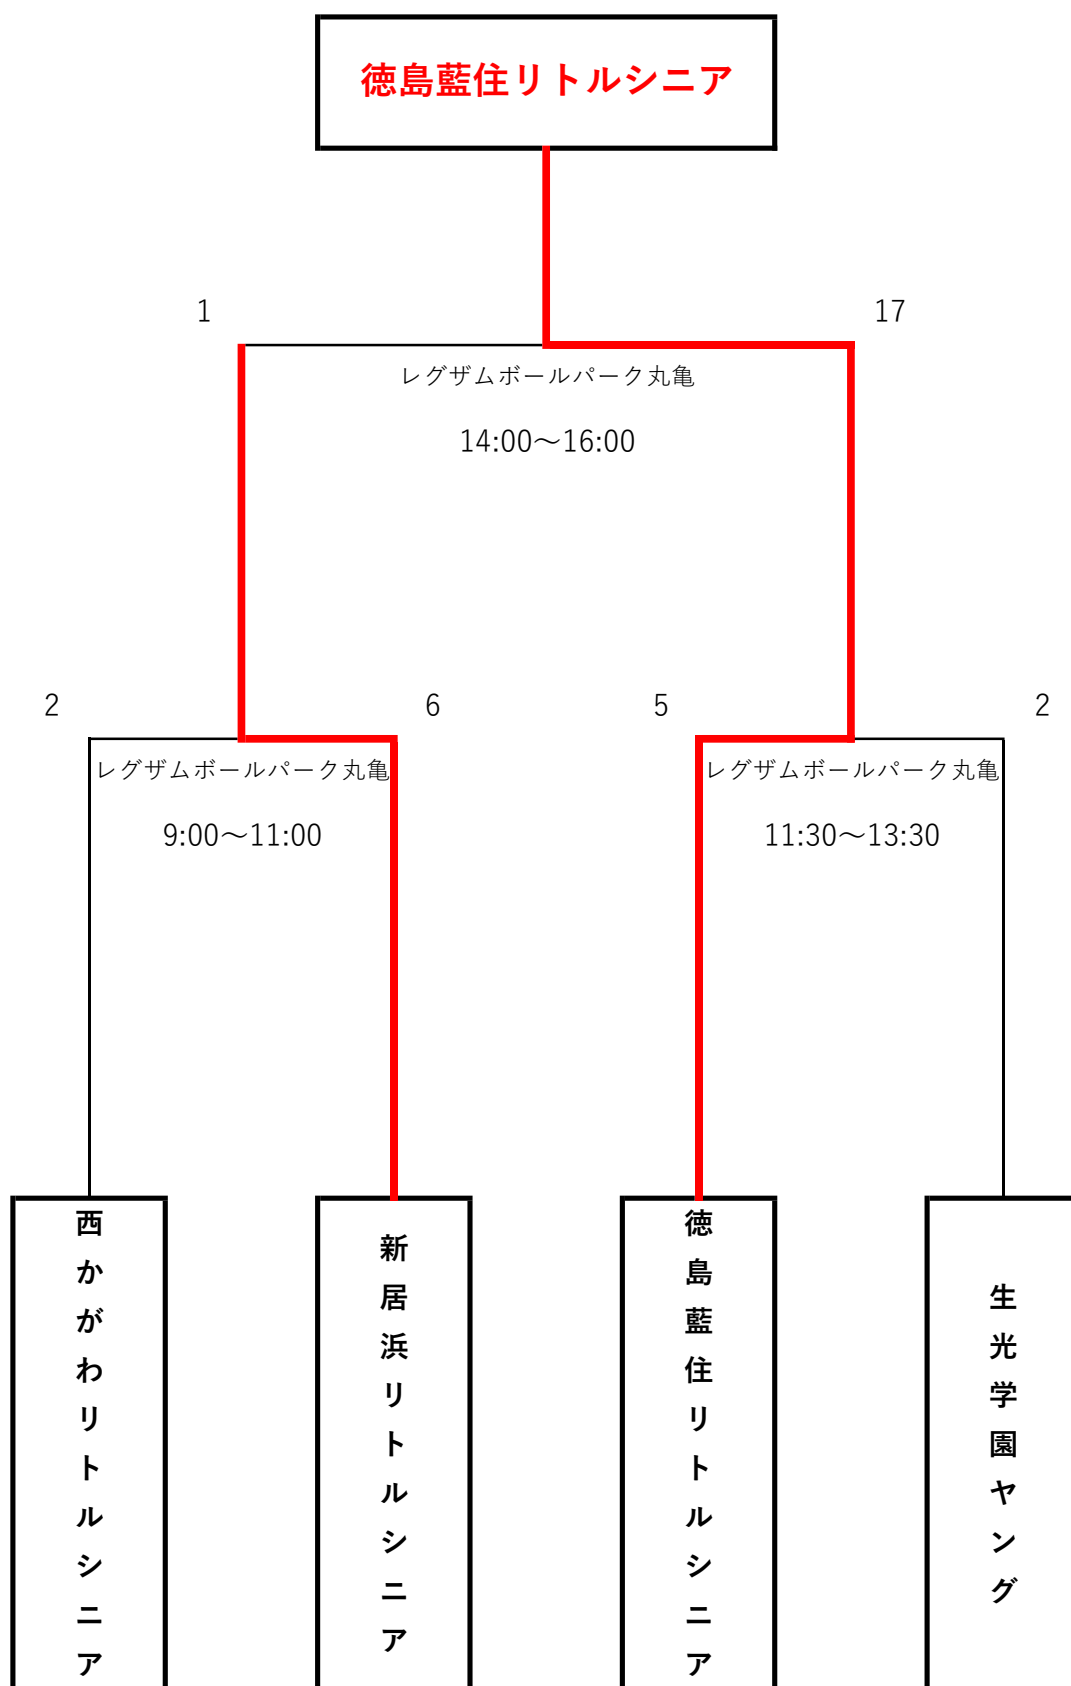 徳島藍住リトルシニア
1
17
レグザムボールパーク丸亀
14:00～16:00
2
6
5
2
レグザムボールパーク丸亀
レグザムボールパーク丸亀
9:00～11:00
11:30～13:30
西かがわリトルシニア
新居浜リトルシニア
徳島藍住リトルシニア
生光学園ヤング